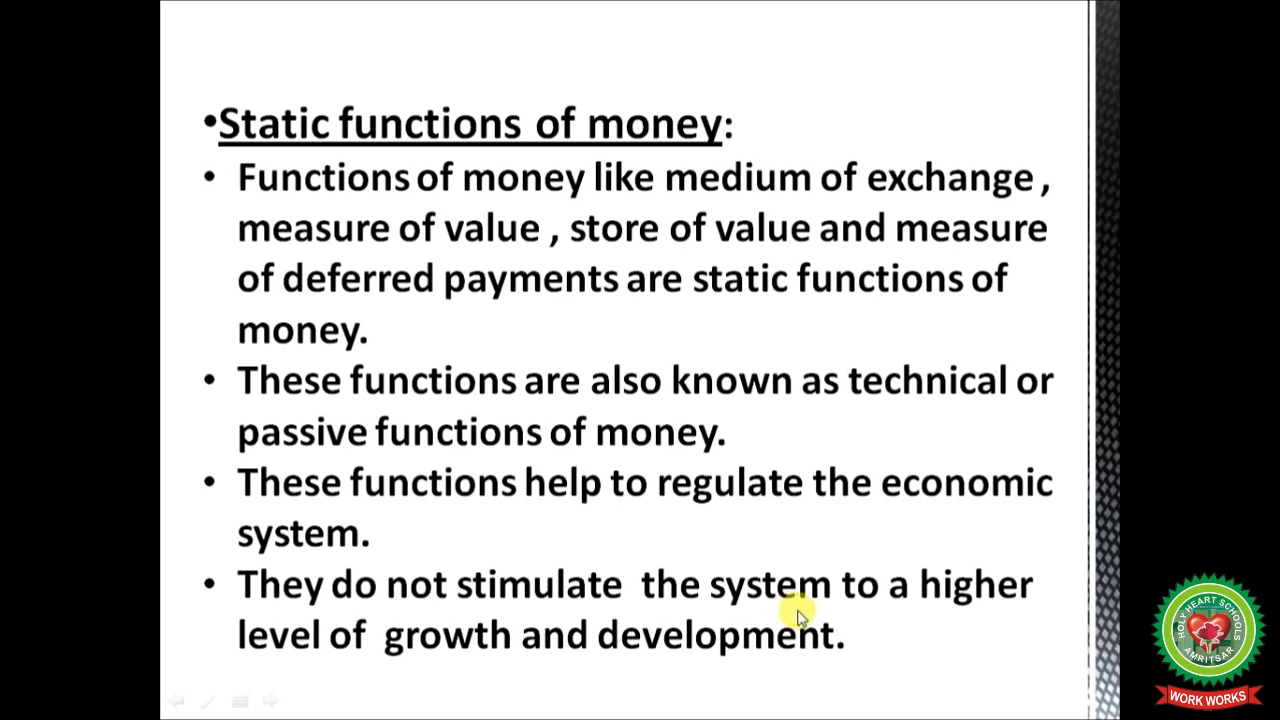 •Static functions of money:
• Functions of money like medium of exchange ,
measure of value , store of value and measure
of deferred payments are static functions of
money.
• These functions are also known as technical or
passive functions of money.
• These functions help to regulate the economic
system.
• They do not stimulate the system to a higher
level of growth and development.
HOLY HEART SCHOOLS
AMRITSAR
WORK WORKS